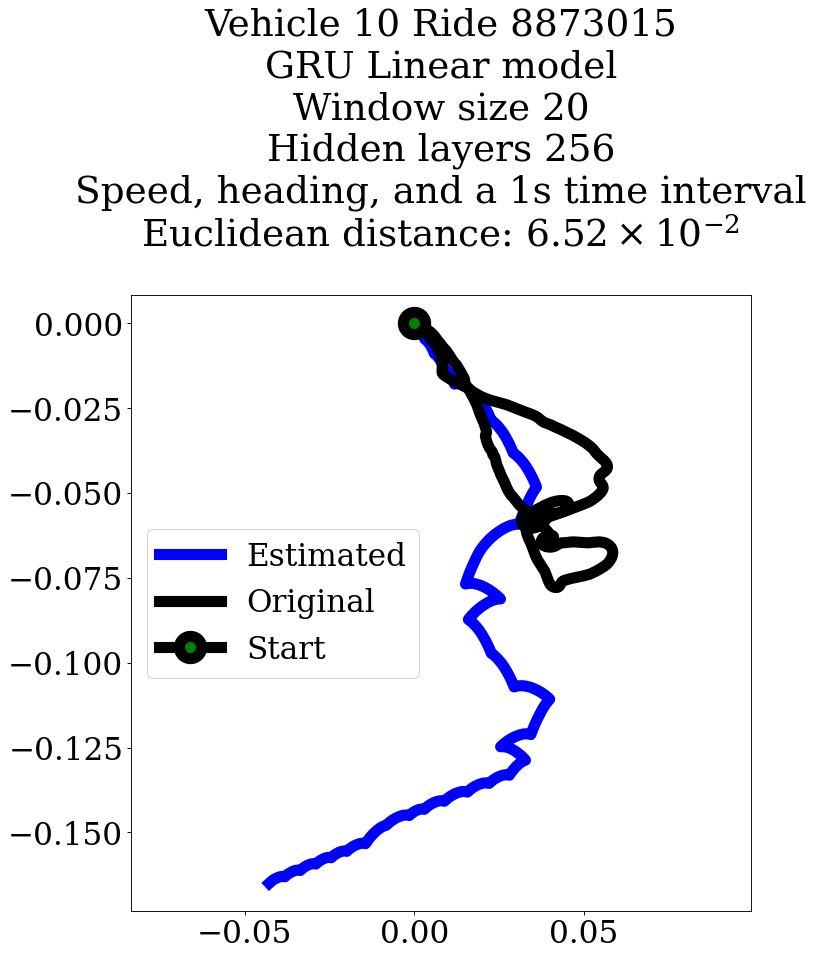 Vehicle 10 Ride 8873015
GRU Linear model
Window size 20
Hidden layers 256
Speed, heading, and a 1s time interval
Euclidean distance: 6.52 × 10⁻²
0.000
−0.025
−0.050
−0.075
−0.100
−0.125
−0.150
Estimated
Original
Start
−0.05 0.00 0.05